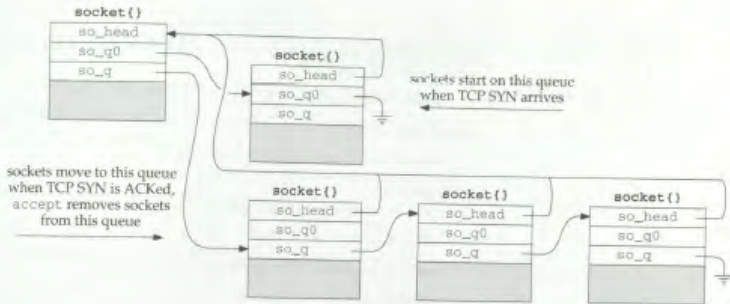 socket{}
so_head
so_q0
so_q
socket{}
so_head
so_q0
so_q
sockets start on this queue
when TCP SYN arrives
sockets move to this queue
when TCP SYN is ACKed,
accept removes sockets
from this queue
socket{}
so_head
so_q0
so_q
socket{}
so_head
so_q0
so_q
socket{}
so_head
so_q0
so_q